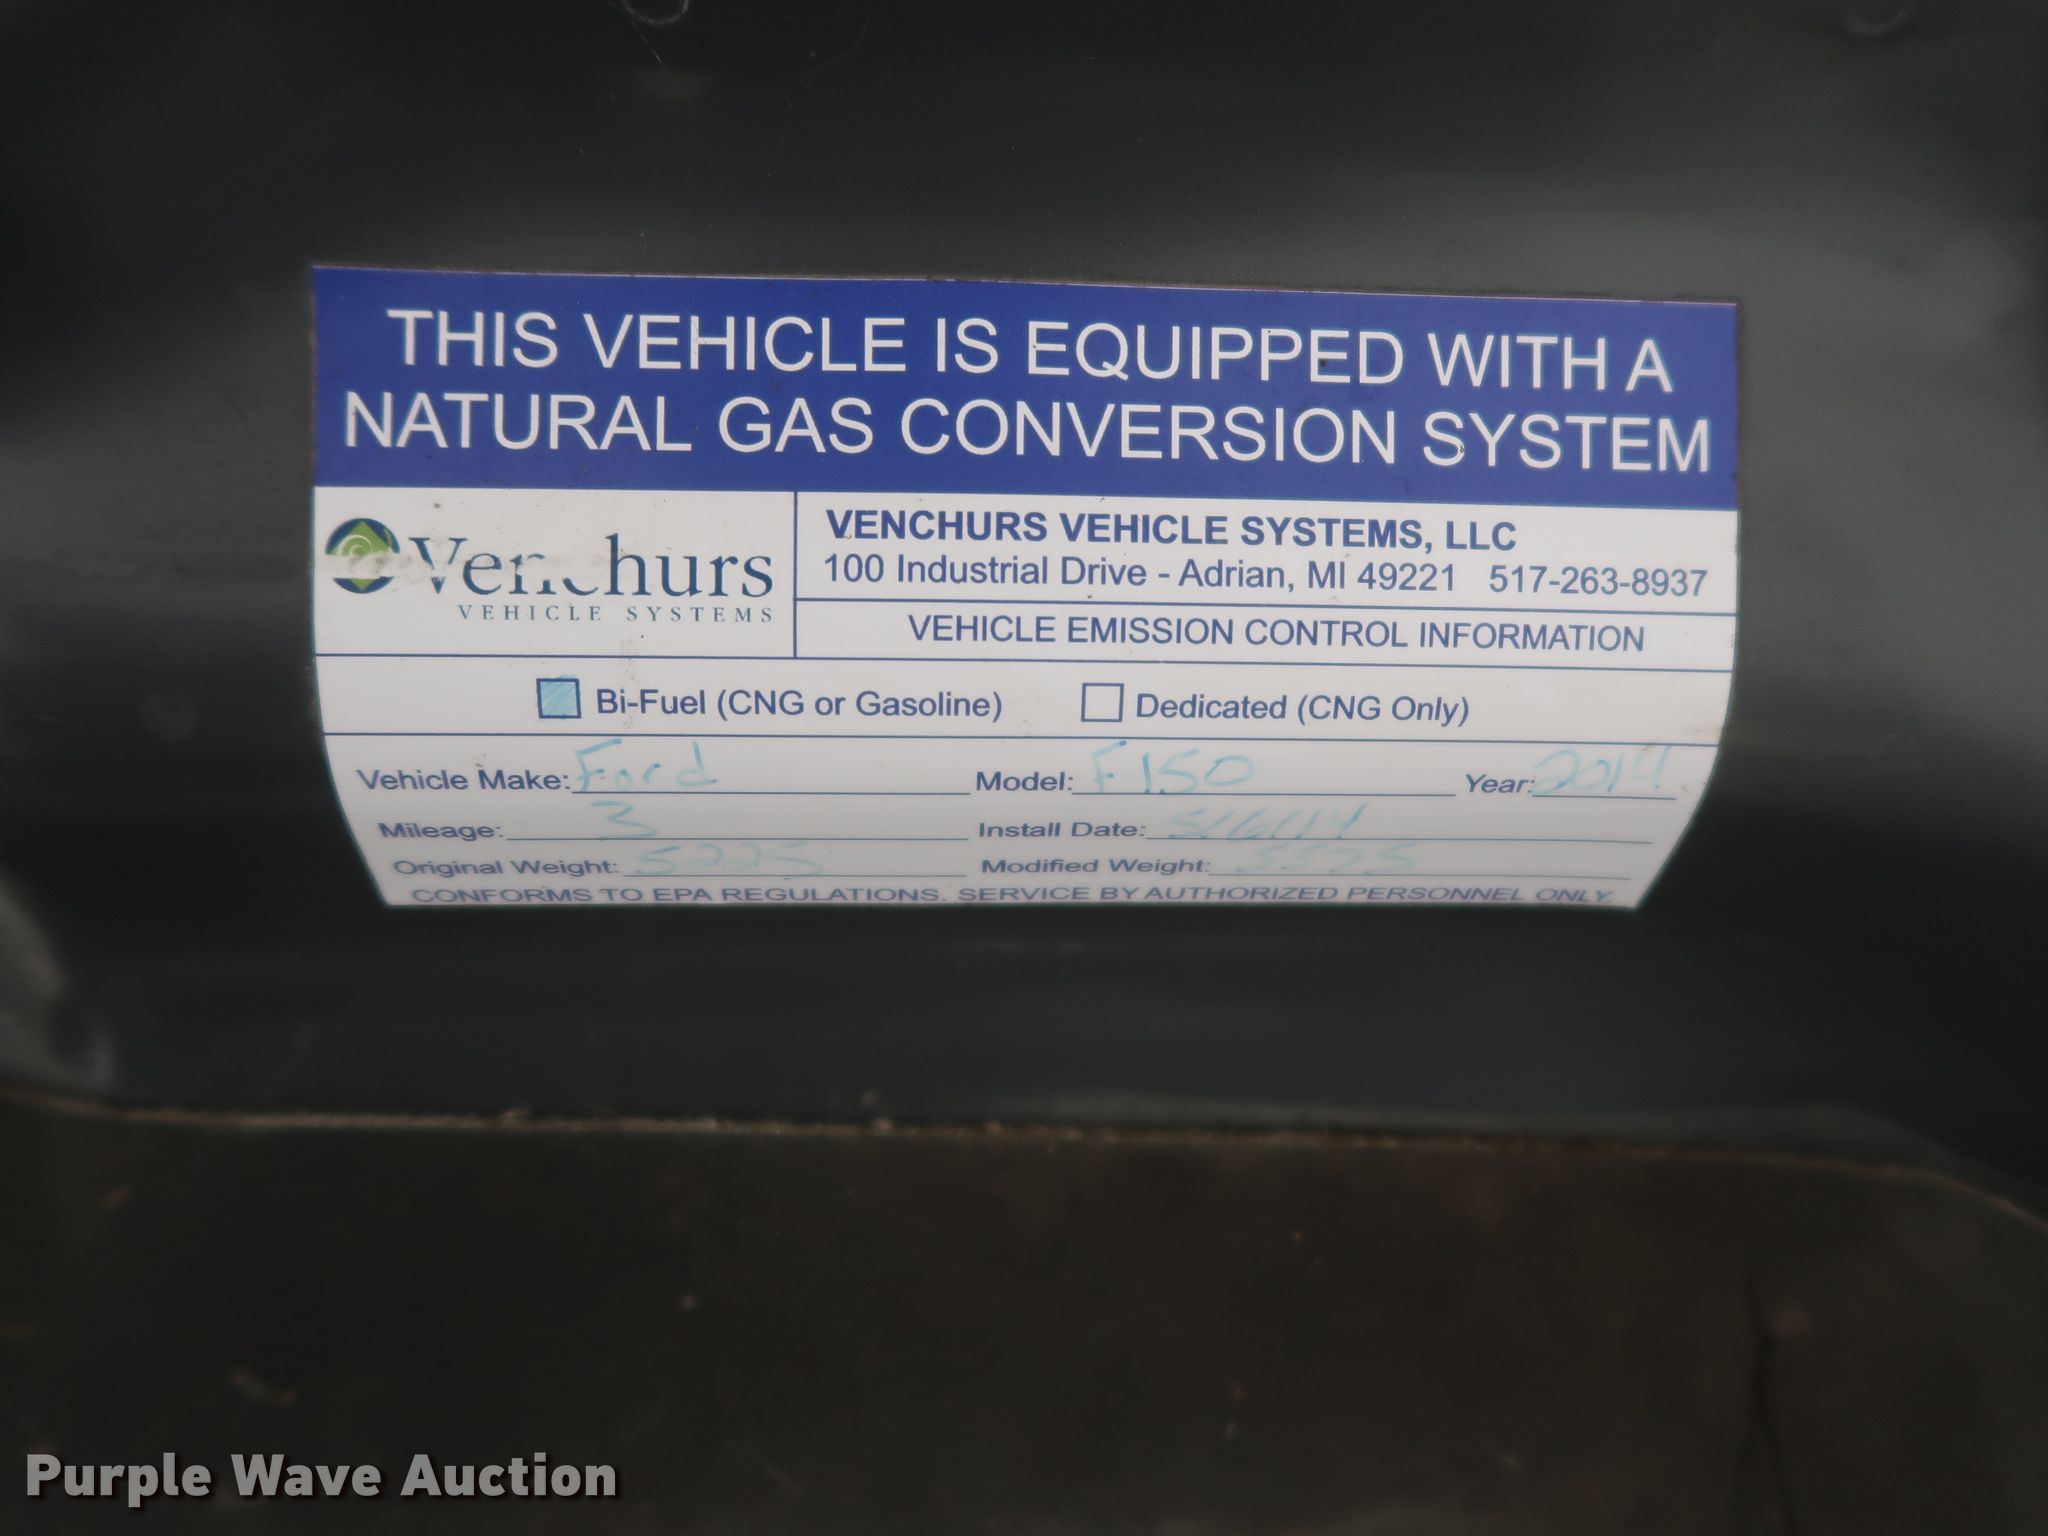 THIS VEHICLE IS EQUIPPED WITH A
NATURAL GAS CONVERSION SYSTEM
Venchurs
VEHICLE SYSTEMS
VENCHURS VEHICLE SYSTEMS, LLC
100 Industrial Drive - Adrian, MI 49221 517-263-8937
VEHICLE EMISSION CONTROL INFORMATION
Bi-Fuel (CNG or Gasoline) Dedicated (CNG Only)
Vehicle Make: Ford Model: F150 Year: 2014
Mileage: 3 Install Date: 5/6/14
Original Weight: 5225 Modified Weight: 5575
CONFORMS TO EPA REGULATIONS. SERVICE BY AUTHORIZED PERSONNEL ONLY.
Purple Wave Auction